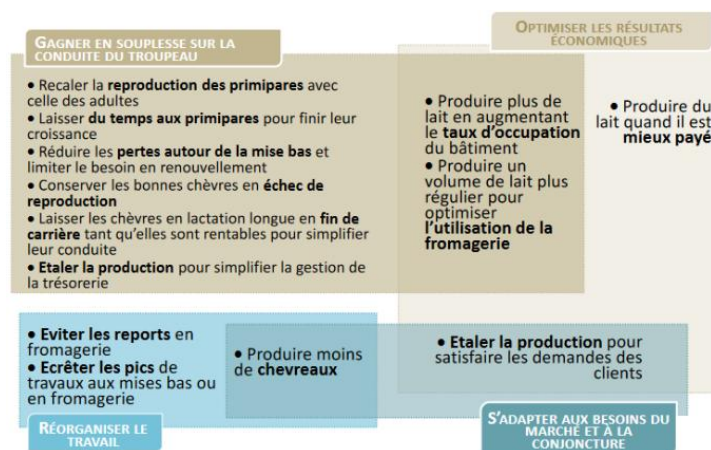 GAGNER EN SOUPLESSE SUR LA
CONDUITE DU TROUPEAU
• Recaler la reproduction des primipares avec
celle des adultes
• Laisser du temps aux primipares pour finir leur
croissance
• Réduire les pertes autour de la mise bas et
limiter le besoin en renouvellement
• Conserver les bonnes chèvres en échec de
reproduction
• Laisser les chèvres en lactation longue en fin de
carrière tant qu'elles sont rentables pour simplifier
leur conduite
• Etaler la production pour simplifier la gestion de
la trésorerie
OPTIMISER LES RÉSULTATS
ÉCONOMIQUES
• Produire plus de
lait en augmentant
le taux d'occupation
du bâtiment
• Produire un
volume de lait plus
régulier pour
optimiser
l'utilisation de la
fromagerie
• Produire du
lait quand il est
mieux payé
• Eviter les reports en
fromagerie
• Ecrêter les pics de
travaux aux mises bas ou
en fromagerie
• Produire moins
de chevreaux
• Etaler la production pour
satisfaire les demandes des
clients
RÉORGANISER LE
TRAVAIL
S'ADAPTER AUX BESOINS DU
MARCHÉ ET À LA
CONJONCTURE